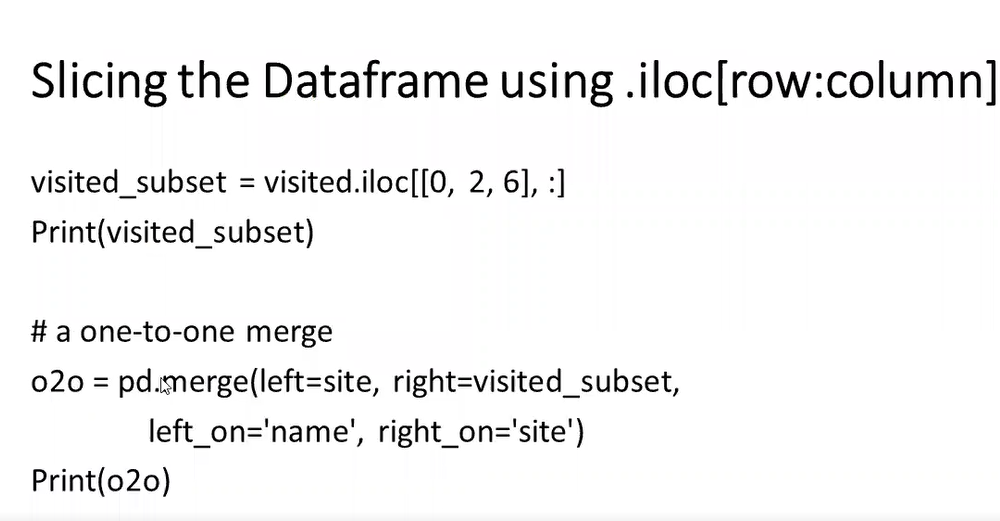 Slicing the Dataframe using .iloc[row:column]
visited_subset = visited.iloc[[0, 2, 6], :]
Print(visited_subset)
# a one-to-one merge
o2o = pd.merge(left=site, right=visited_subset,
left_on='name', right_on='site')
Print(o2o)